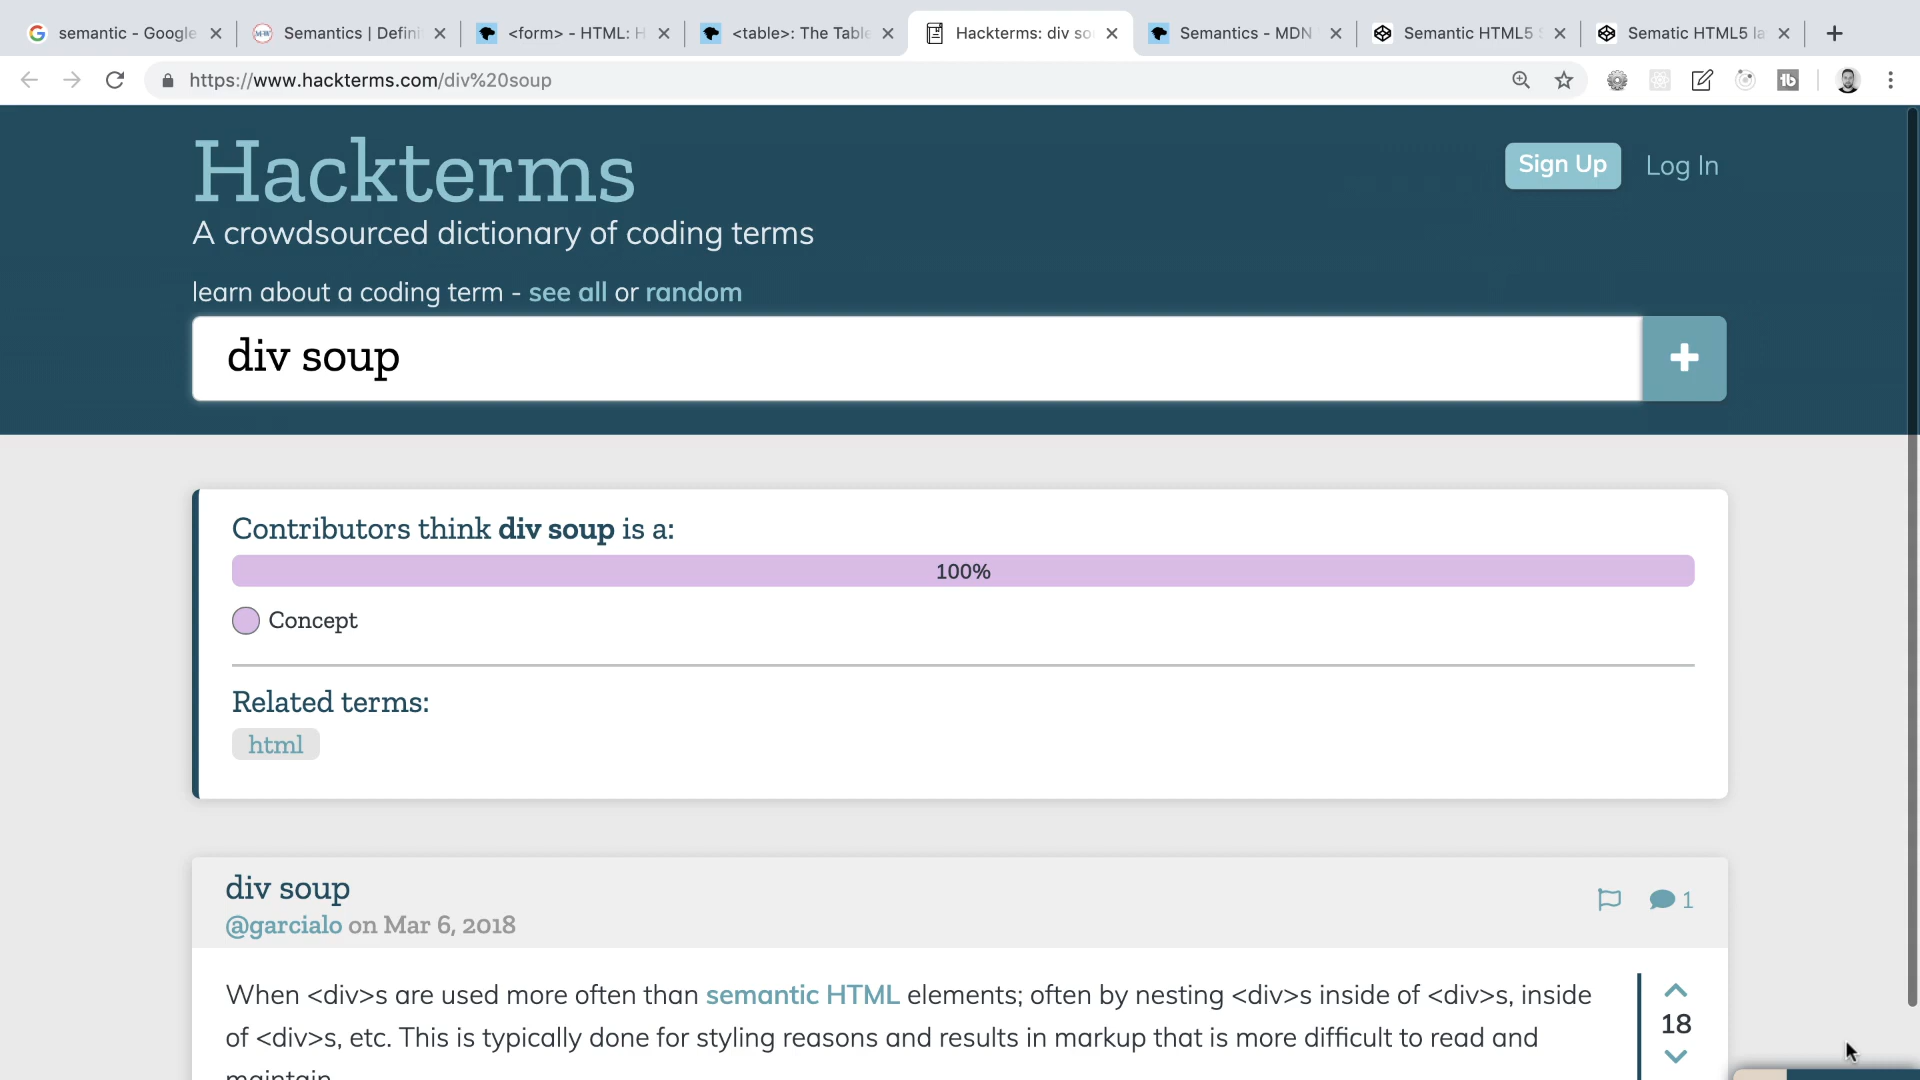 semantic - Google
Semantics | Defini
<form> - HTML: H
<table>: The Table
Hackterms: div so
Semantics - MDN
Semantic HTML5 S
Sematic HTML5 la
https://www.hackterms.com/div%20soup
Hackterms
Sign Up
Log In
A crowdsourced dictionary of coding terms
learn about a coding term - see all or random
div soup
Contributors think div soup is a:
100%
Concept
Related terms:
html
div soup
1
@garcialo on Mar 6, 2018
When <div>s are used more often than semantic HTML elements; often by nesting <div>s inside of <div>s, inside
18
of <div>s, etc. This is typically done for styling reasons and results in markup that is more difficult to read and
maintain